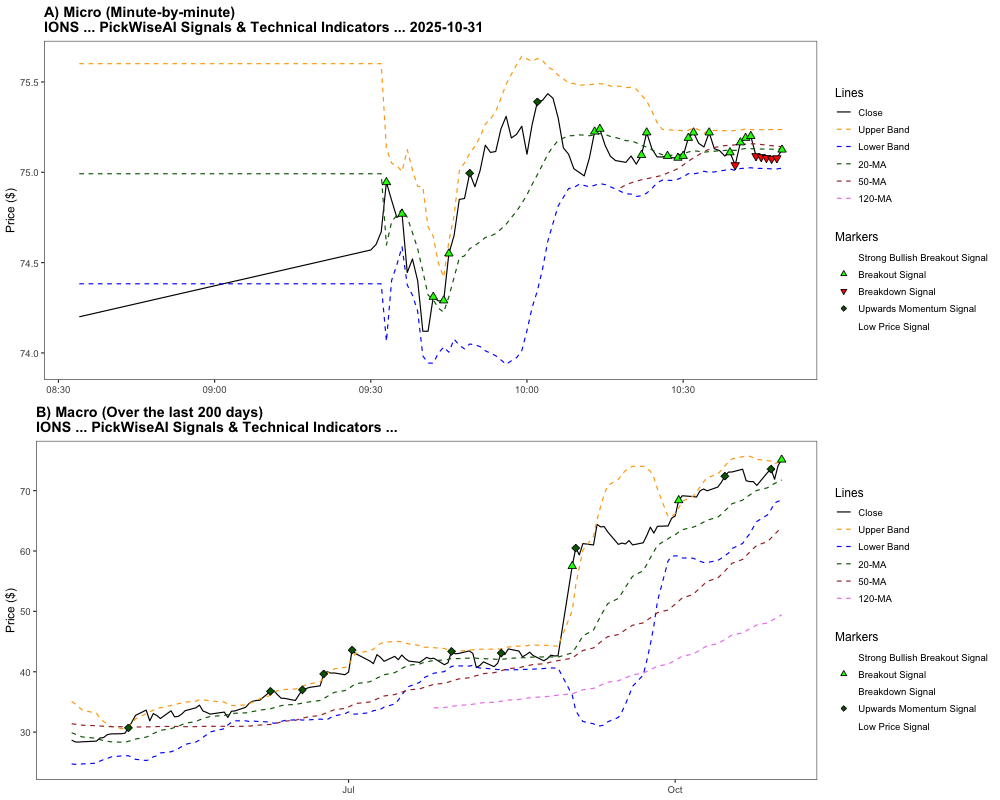 A) Micro (Minute-by-minute)
IONS ... PickWiseAI Signals & Technical Indicators ... 2025-10-31
75.5
75.0
74.5
74.0
Price ($)
08:30
09:00
09:30
10:00
10:30
Lines
Close
Upper Band
Lower Band
20-MA
50-MA
120-MA
Markers
Strong Bullish Breakout Signal
Breakout Signal
Breakdown Signal
Upwards Momentum Signal
Low Price Signal
B) Macro (Over the last 200 days)
IONS ... PickWiseAI Signals & Technical Indicators ...
70
60
50
40
30
Price ($)
Jul
Oct
Lines
Close
Upper Band
Lower Band
20-MA
50-MA
120-MA
Markers
Strong Bullish Breakout Signal
Breakout Signal
Breakdown Signal
Upwards Momentum Signal
Low Price Signal